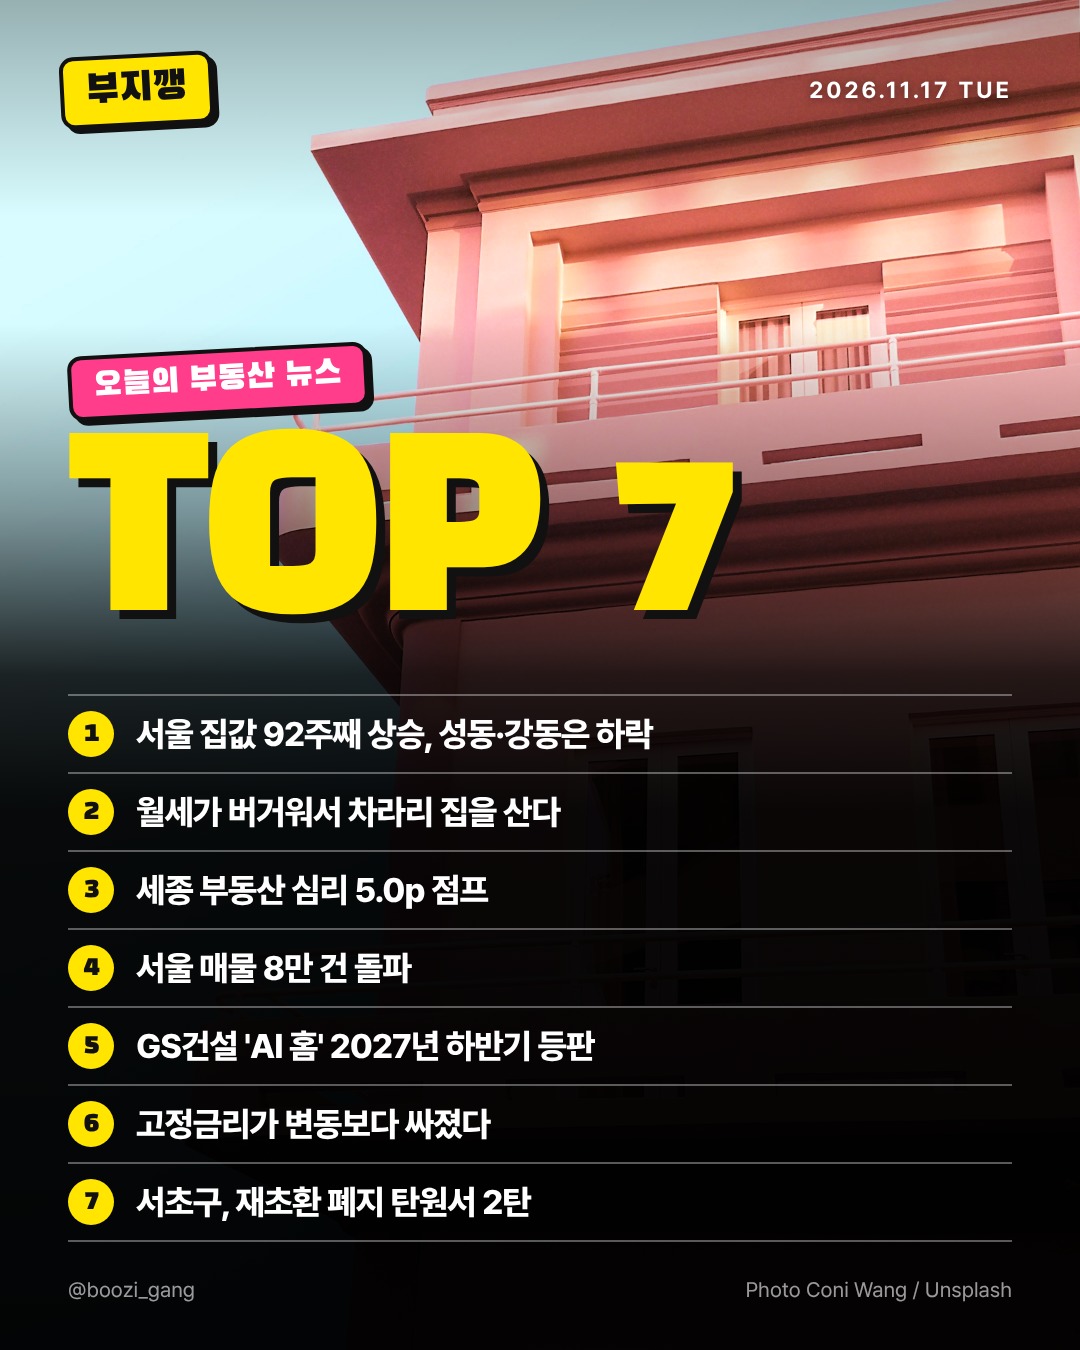 부지깽
2026.11.17 TUE
오늘의 부동산 뉴스
TOP 7
1 서울 집값 92주째 상승, 성동·강동은 하락
2 월세가 버거워서 차라리 집을 산다
3 세종 부동산 심리 5.0p 점프
4 서울 매물 8만 건 돌파
5 GS건설 'AI 홈' 2027년 하반기 등판
6 고정금리가 변동보다 싸졌다
7 서초구, 재초환 폐지 탄원서 2탄
@boozi_gang
Photo Coni Wang / Unsplash